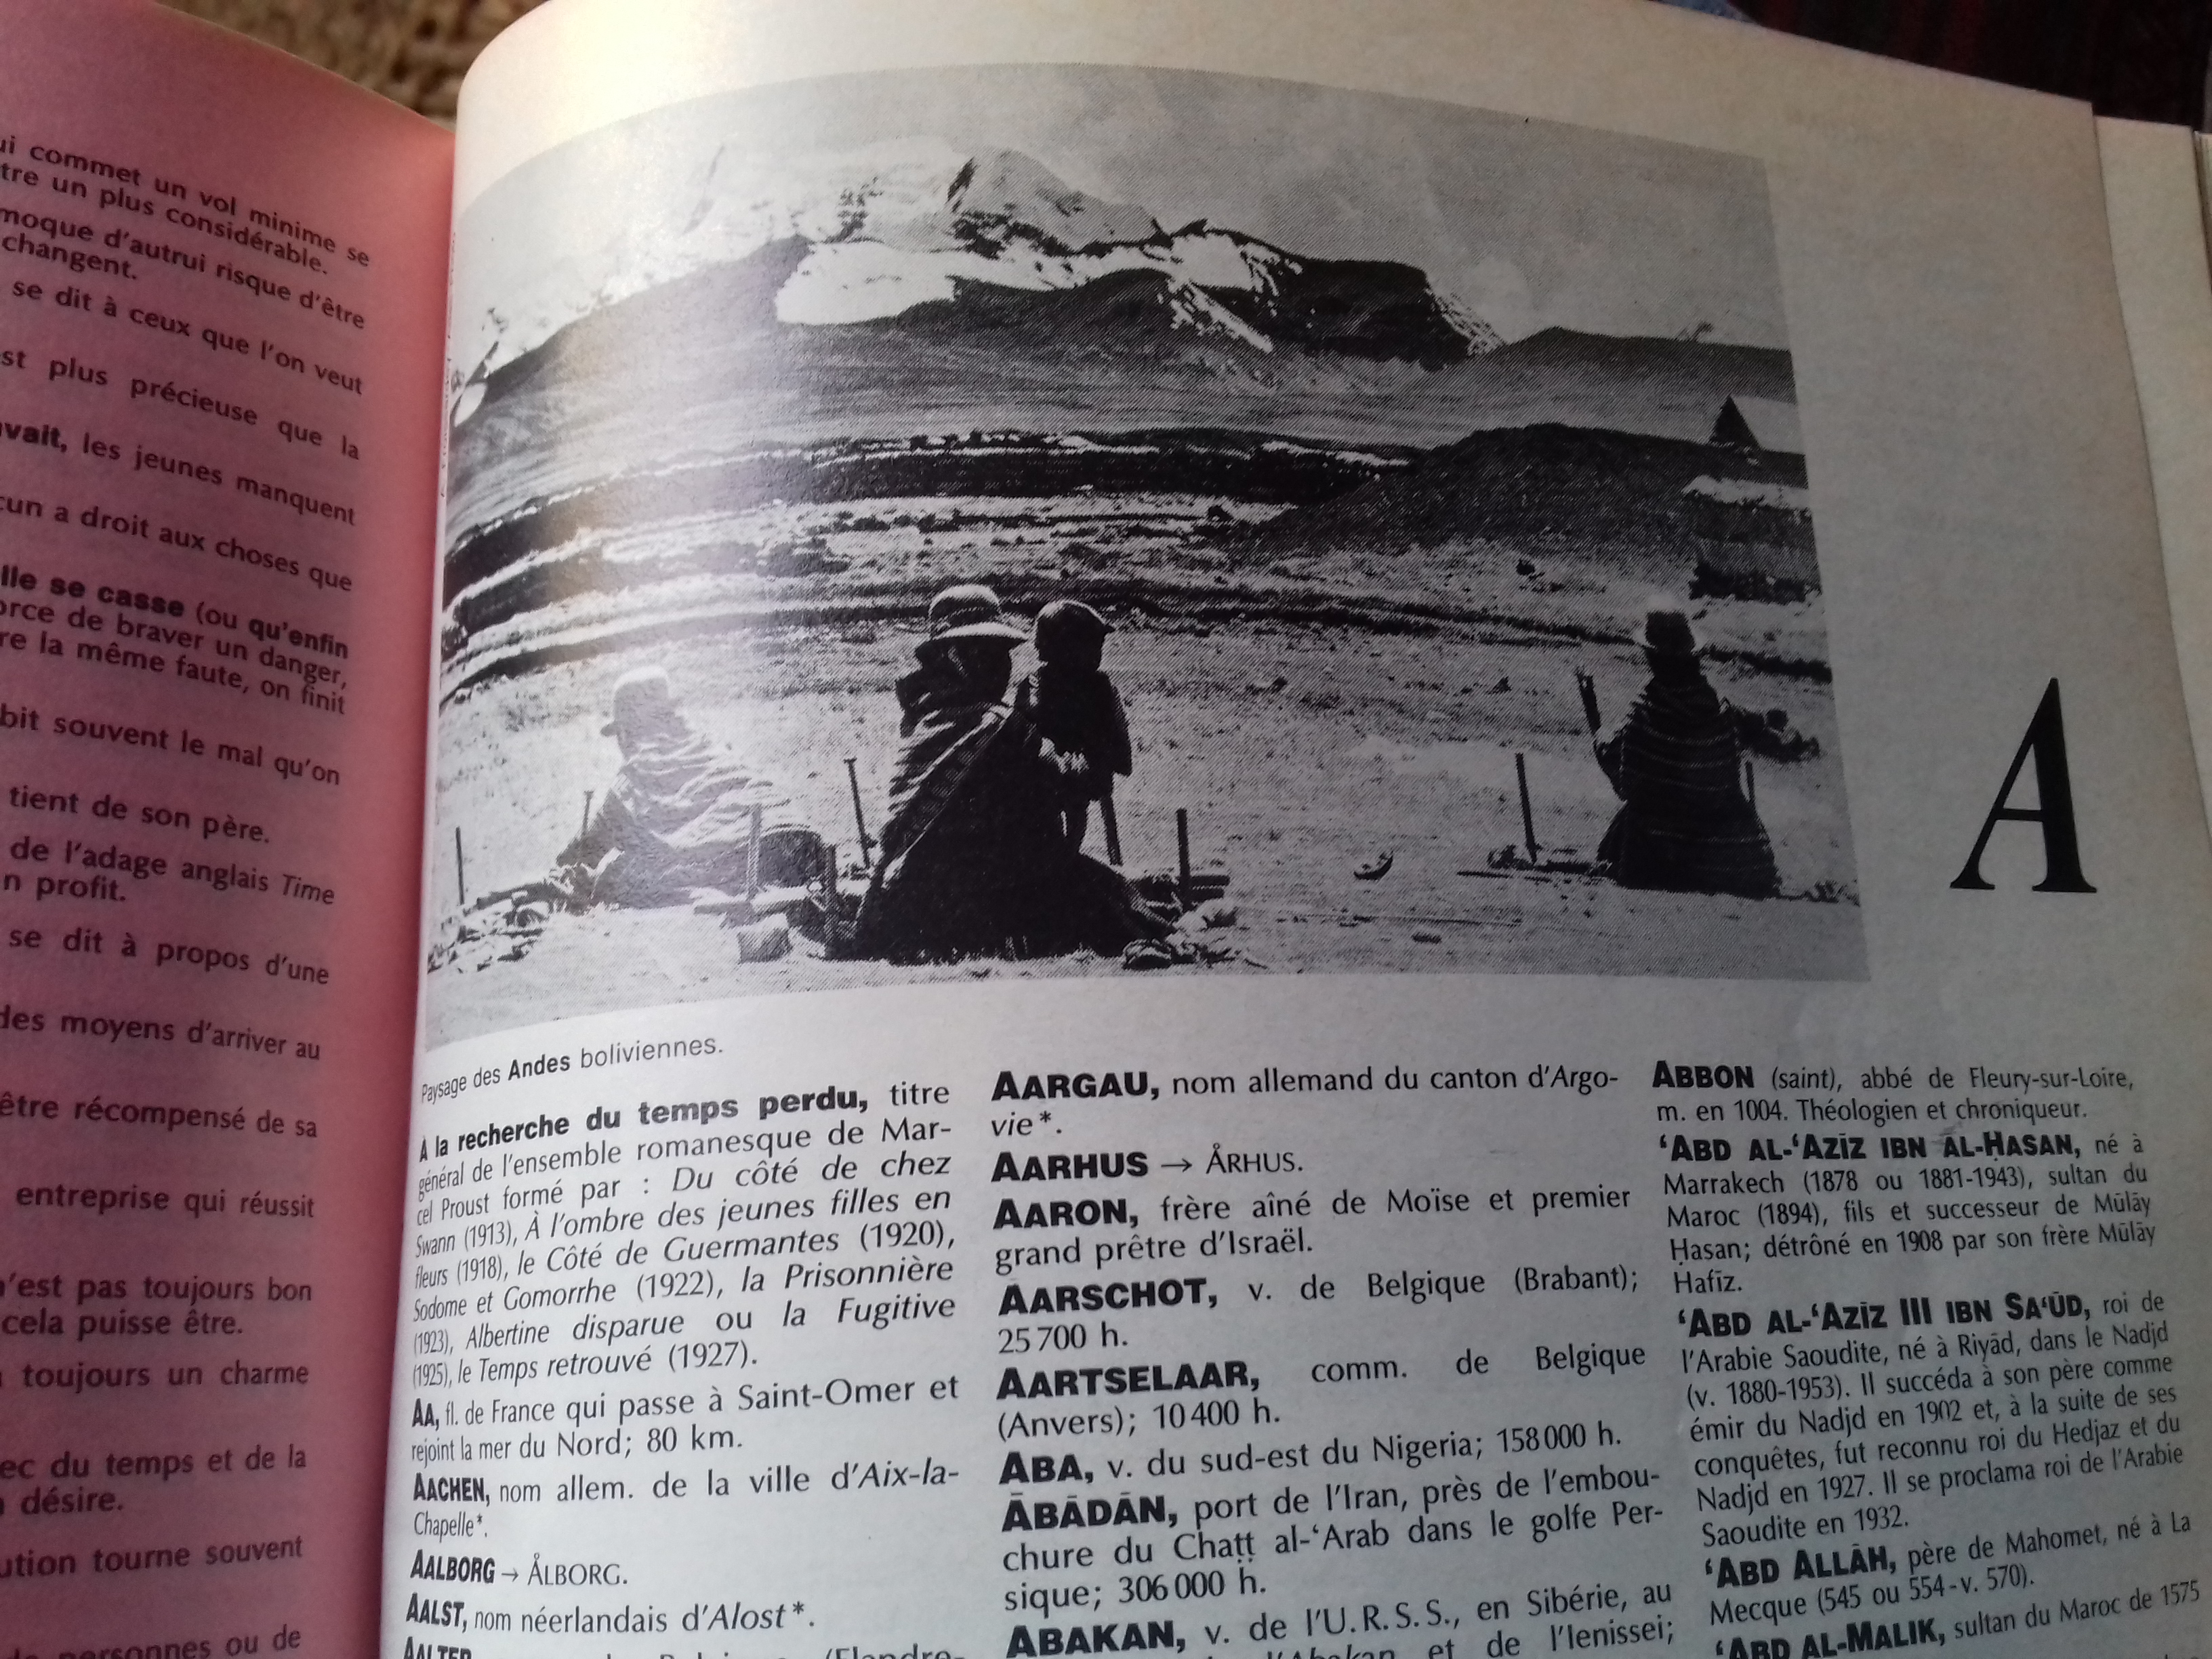 commet un vol minime se
un plus considérable.
moque d'autrui risque d'être
changent.
se dit à ceux que l'on veut
plus précieuse que la
les jeunes manquent
a droit aux choses que
se casse (ou qu'enfin
de braver un danger,
la même faute, on finit
souvent le mal qu'on
tient de son père.
de l'adage anglais Time
profit.
se dit à propos d'une
des moyens d'arriver au
être récompensé de sa
entreprise qui réussit
n'est pas toujours bon
cela puisse être.
toujours un charme
du temps et de la
désire.
tourne souvent
personnes ou de
A
Paysage des Andes boliviennes.
À la recherche du temps perdu, titre
général de l'ensemble romanesque de Mar-
cel Proust formé par : Du côté de chez
Swann (1913), À l'ombre des jeunes filles en
fleurs (1918), le Côté de Guermantes (1920),
Sodome et Gomorrhe (1922), la Prisonnière
(1923), Albertine disparue ou la Fugitive
(1925), le Temps retrouvé (1927).
AA, fl. de France qui passe à Saint-Omer et
rejoint la mer du Nord; 80 km.
AACHEN, nom allem. de la ville d'Aix-la-
Chapelle*.
AALBORG → ÅLBORG.
AALST, nom néerlandais d'Alost*.
AALTER
AARGAU, nom allemand du canton d'Argo-
vie*.
AARHUS → ÅRHUS.
AARON, frère aîné de Moïse et premier
grand prêtre d'Israël.
AARSCHOT, v. de Belgique (Brabant);
25 700 h.
AARTSELAAR, comm. de Belgique
(Anvers); 10 400 h.
ABA, v. du sud-est du Nigeria; 158 000 h.
ĀBĀDĀN, port de l'Iran, près de l'embou-
chure du Chaṭṭ al-‘Arab dans le golfe Per-
sique; 306 000 h.
ABAKAN, v. de l'U.R.S.S., en Sibérie, au
et de l'Ienissei;
ABBON (saint), abbé de Fleury-sur-Loire,
m. en 1004. Théologien et chroniqueur.
‘ABD AL-‘AZĪZ IBN AL-ḤASAN, né à
Marrakech (1878 ou 1881-1943), sultan du
Maroc (1894), fils et successeur de Mūlāy
Ḥasan; détrôné en 1908 par son frère Mūlāy
Ḥafīz.
‘ABD AL-‘AZĪZ III IBN SA‘ŪD, roi de
l'Arabie Saoudite, né à Riyād, dans le Nadjd
(v. 1880-1953). Il succéda à son père comme
émir du Nadjd en 1902 et, à la suite de ses
conquêtes, fut reconnu roi du Hedjaz et du
Nadjd en 1927. Il se proclama roi de l'Arabie
Saoudite en 1932.
‘ABD ALLĀH, père de Mahomet, né à La
Mecque (545 ou 554-v. 570).
‘ABD AL-MALIK, sultan du Maroc de 1575